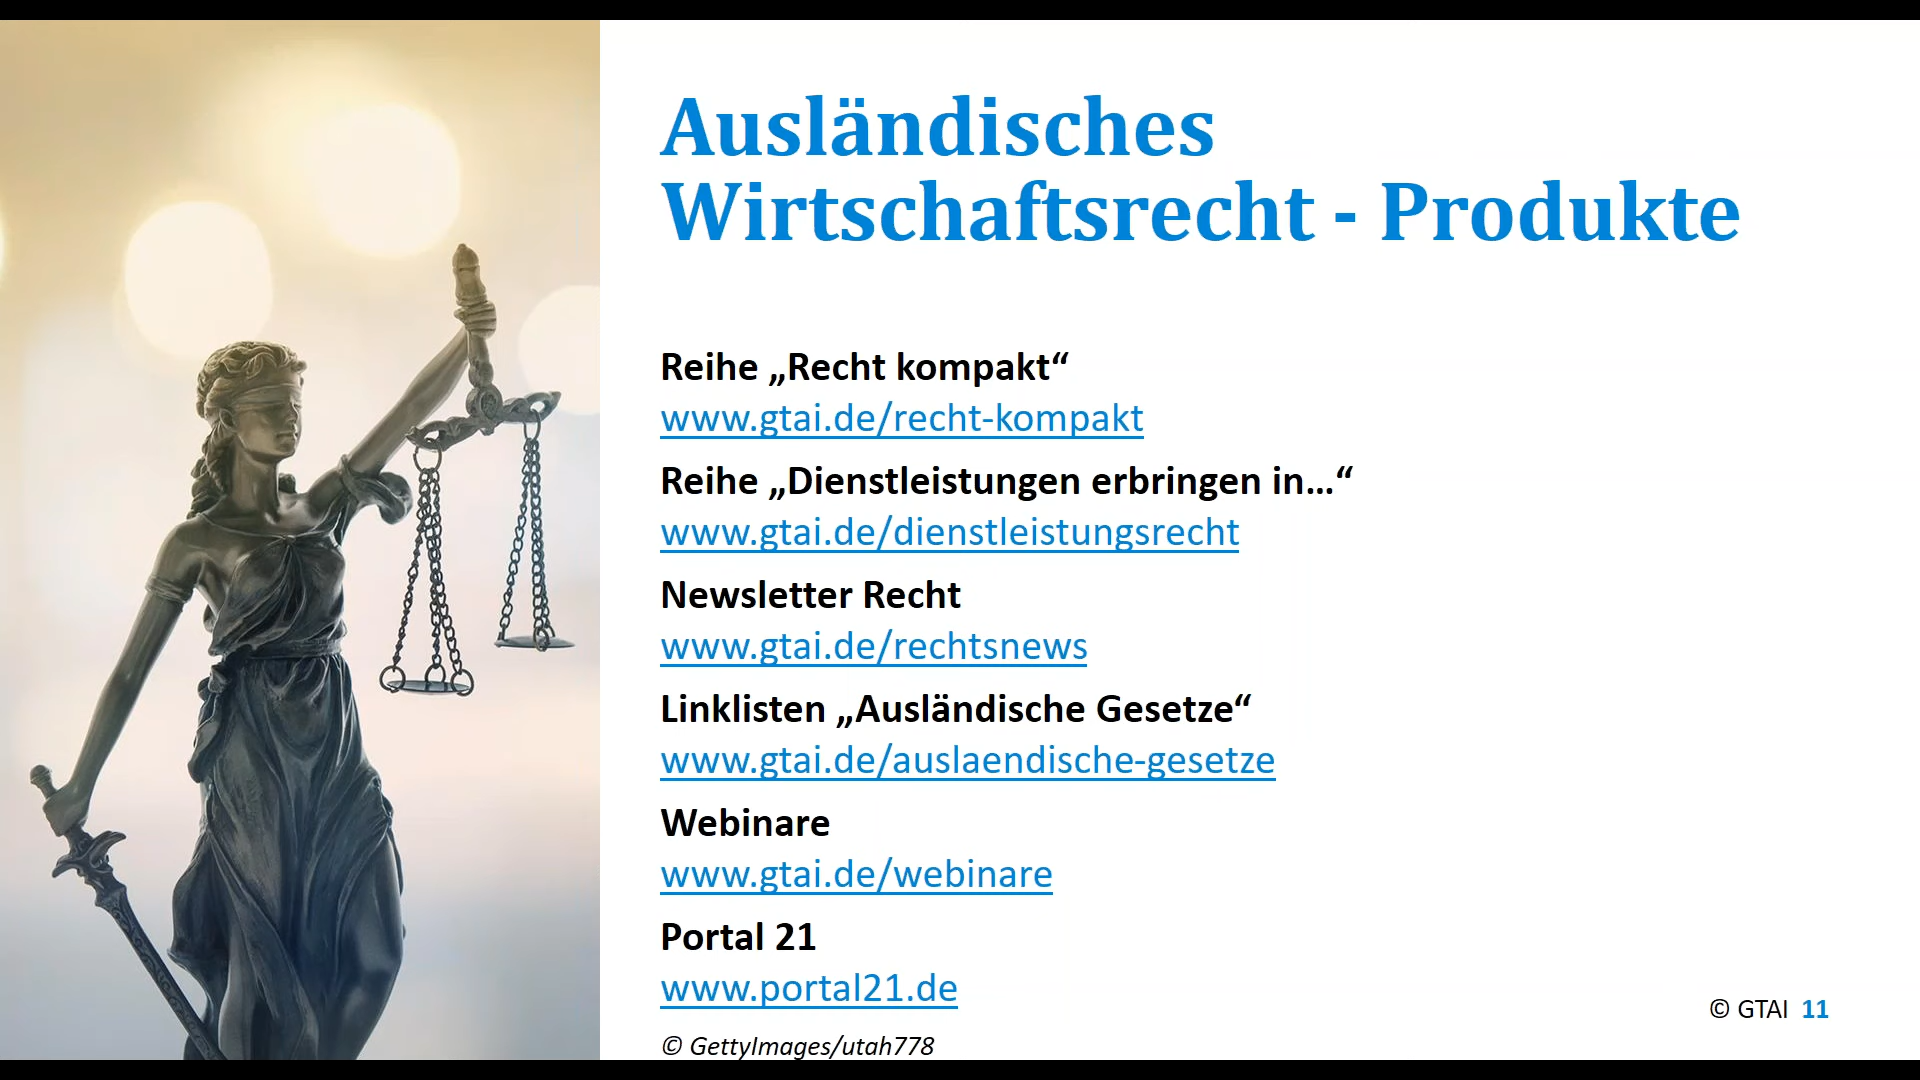 Ausländisches
Wirtschaftsrecht - Produkte
Reihe „Recht kompakt“
www.gtai.de/recht-kompakt
Reihe „Dienstleistungen erbringen in…“
www.gtai.de/dienstleistungsrecht
Newsletter Recht
www.gtai.de/rechtsnews
Linklisten „Ausländische Gesetze“
www.gtai.de/auslaendische-gesetze
Webinare
www.gtai.de/webinare
Portal 21
www.portal21.de
© GTAI 11
© GettyImages/utah778